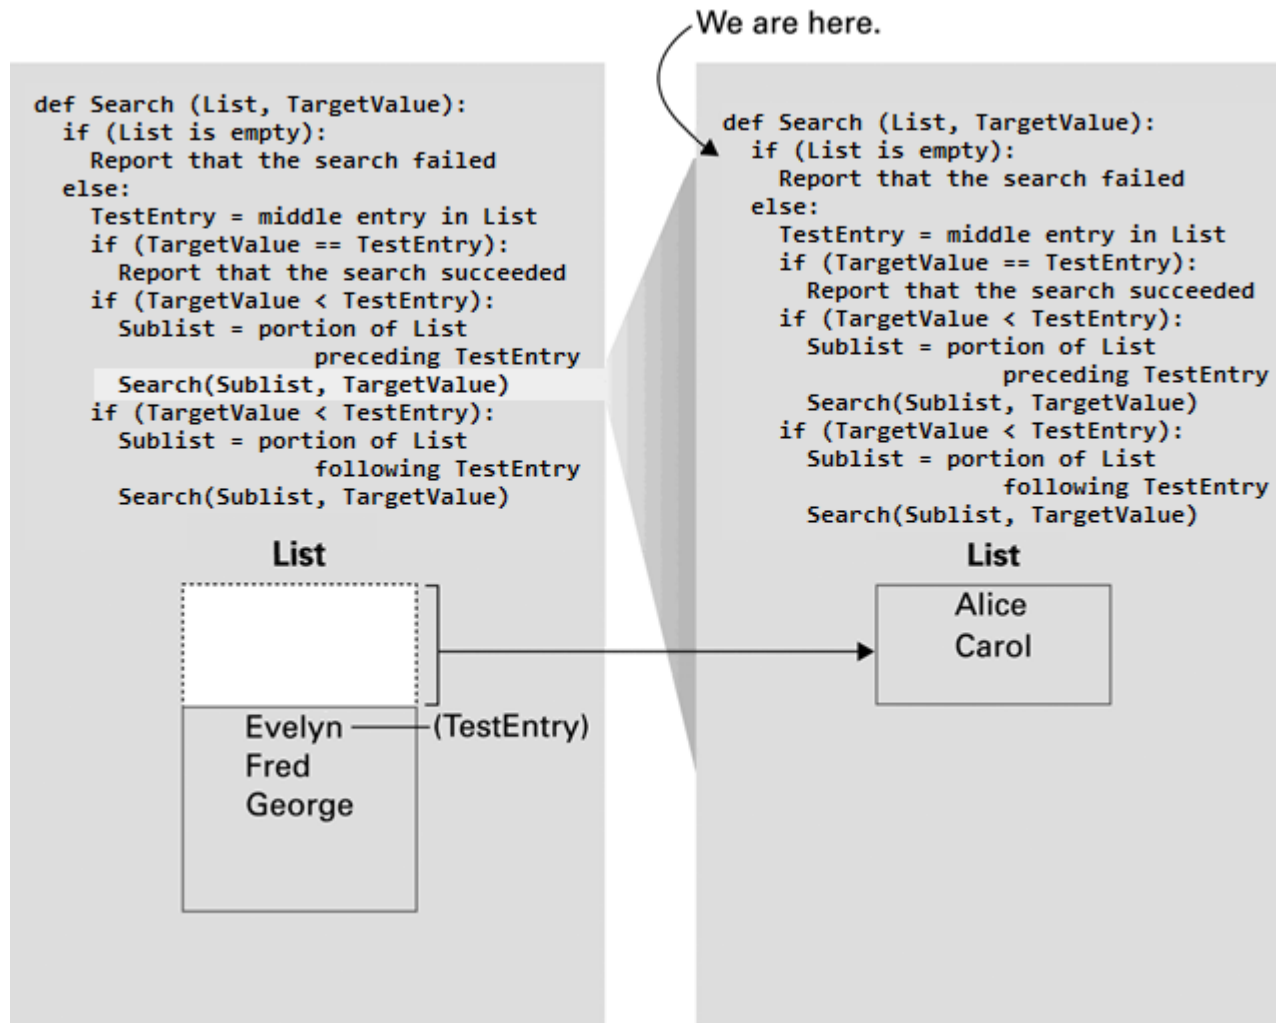 We are here.
def Search (List, TargetValue):
  if (List is empty):
    Report that the search failed
  else:
    TestEntry = middle entry in List
    if (TargetValue == TestEntry):
      Report that the search succeeded
    if (TargetValue < TestEntry):
      Sublist = portion of List
                    preceding TestEntry
      Search(Sublist, TargetValue)
    if (TargetValue < TestEntry):
      Sublist = portion of List
                    following TestEntry
      Search(Sublist, TargetValue)
List
Evelyn (TestEntry)
Fred
George
def Search (List, TargetValue):
  if (List is empty):
    Report that the search failed
  else:
    TestEntry = middle entry in List
    if (TargetValue == TestEntry):
      Report that the search succeeded
    if (TargetValue < TestEntry):
      Sublist = portion of List
                    preceding TestEntry
      Search(Sublist, TargetValue)
    if (TargetValue < TestEntry):
      Sublist = portion of List
                    following TestEntry
      Search(Sublist, TargetValue)
List
Alice
Carol